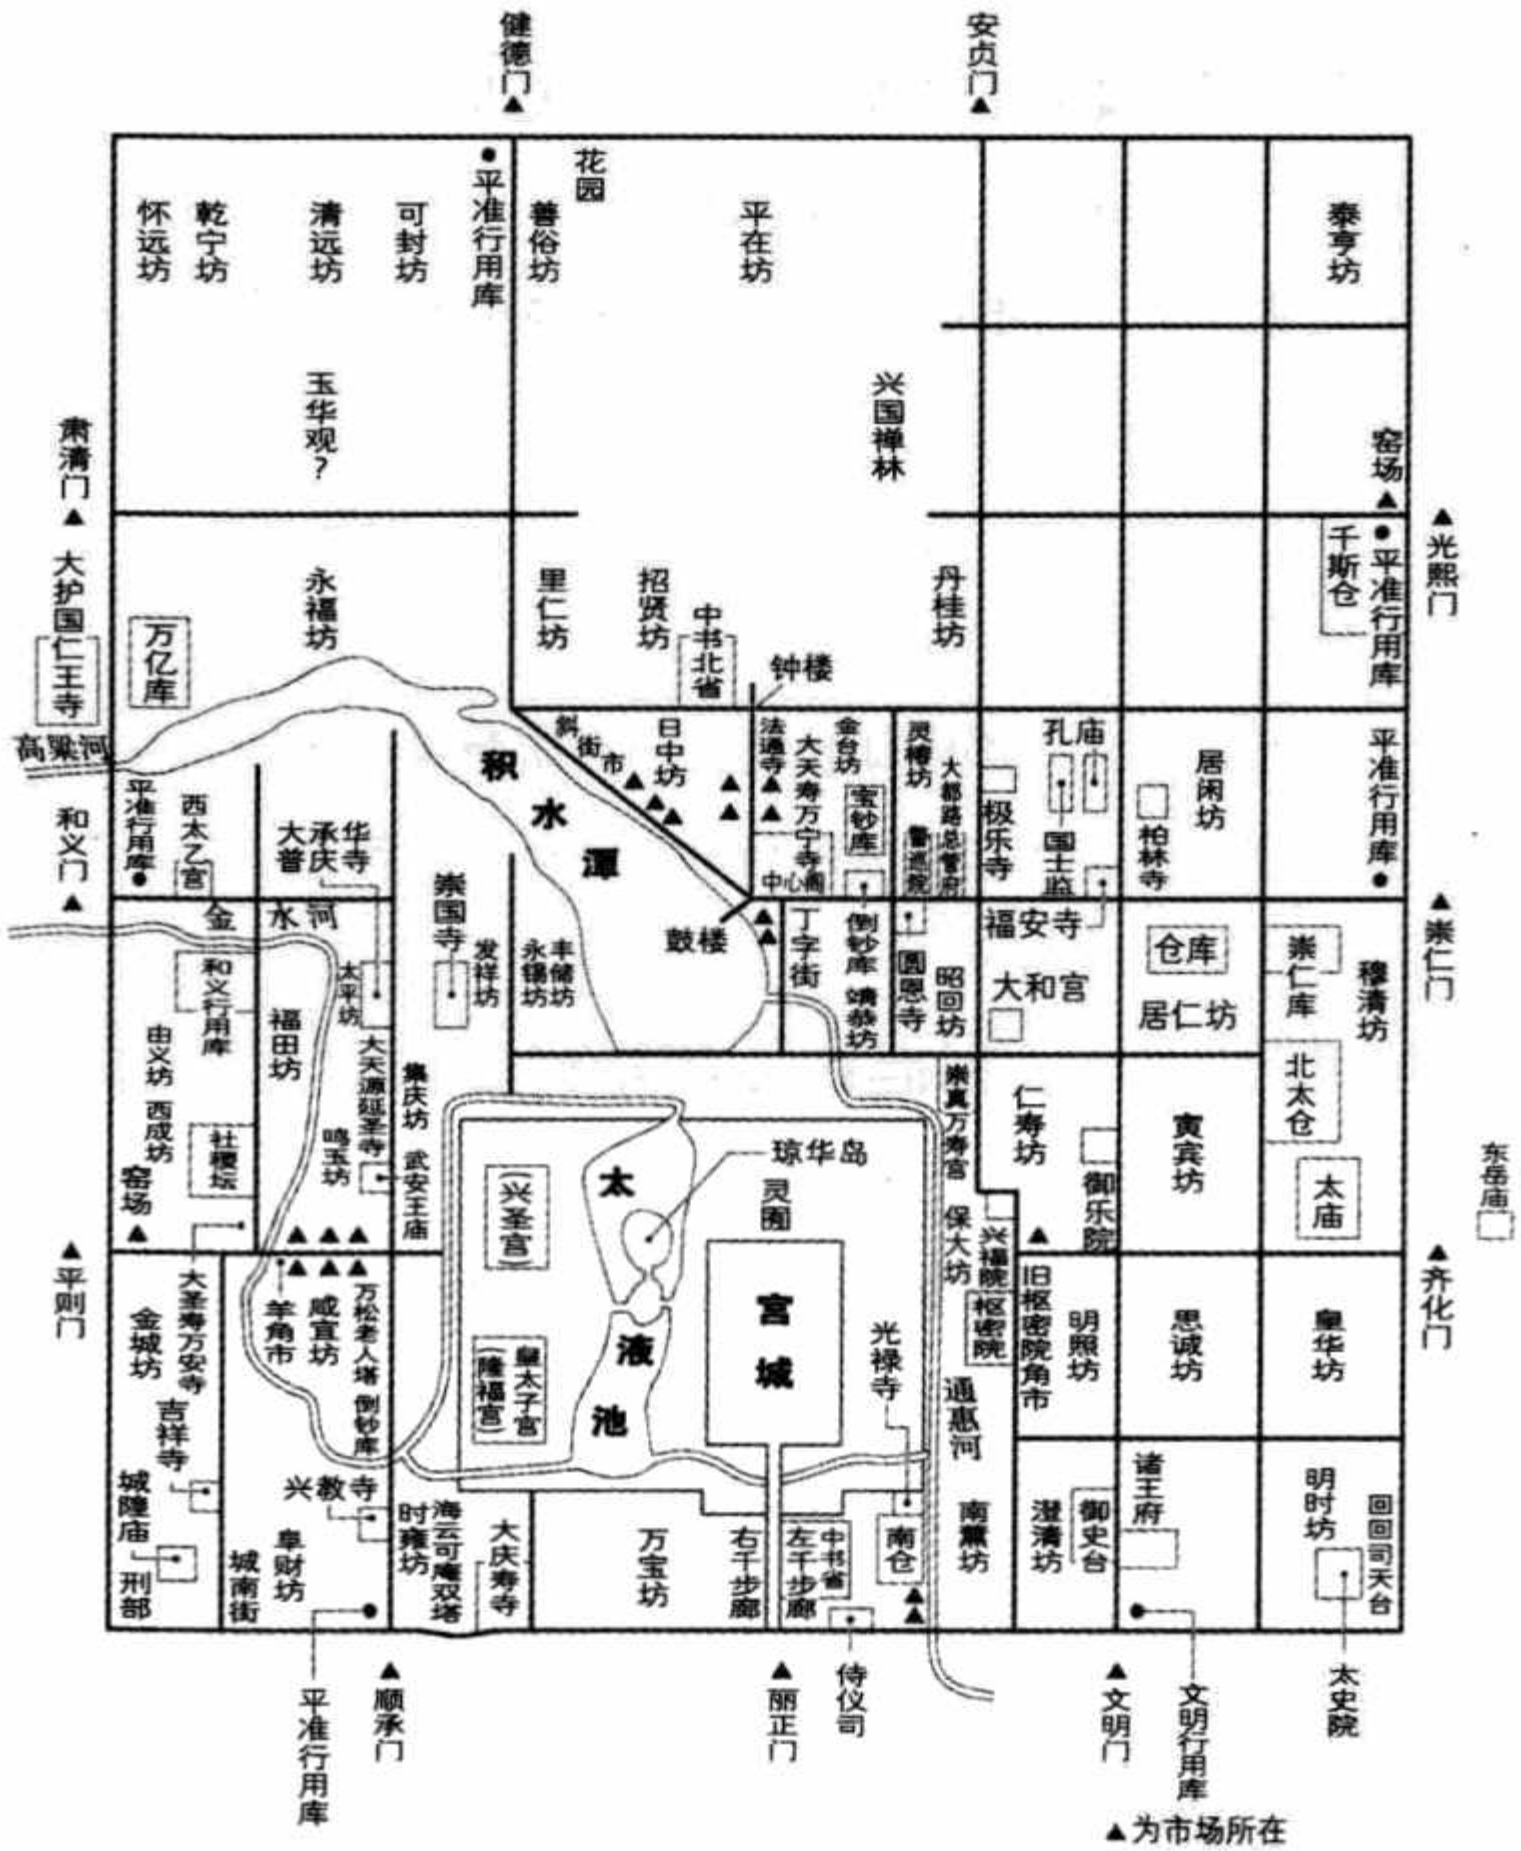 健德门
安贞门
花园
平准行用库
怀远坊
乾宁坊
清远坊
可封坊
善俗坊
平在坊
泰亨坊
玉华观？
兴国禅林
窑场
肃清门
光熙门
大护国仁王寺
万亿库
永福坊
里仁坊
招贤坊
中书北省
钟楼
丹桂坊
千斯仓
平准行用库
高粱河
积水潭
斜街市
日中坊
法通寺
大天寿万宁寺
金台坊
宝钞库
中心阁
灵椿坊
大都路总管府
警巡院
极乐寺
孔庙
国士监
柏林寺
居闲坊
平准行用库
和义门
平准行用库
西太乙宫
大普
承庆
华寺
崇国寺
发祥坊
永锡坊
丰储坊
鼓楼
丁字街
倒钞库
靖恭坊
圆恩寺
昭回坊
福安寺
大和宫
仓库
居仁坊
崇仁库
穆清坊
崇仁门
金水河
和义行用库
太平坊
福田坊
由义坊
西成坊
社稷坛
大天源延圣寺
鸣玉坊
集庆坊
武安王庙
窑场
(兴圣宫)
太液池
琼华岛
灵囿
宫城
崇真万寿宫
保大坊
仁寿坊
御乐院
寅宾坊
北太仓
太庙
东岳庙
平则门
齐化门
大圣寿万安寺
金城坊
羊角市
咸宜坊
万松老人塔
倒钞库
皇太子宫
(隆福宫)
光禄寺
兴福院
枢密院
旧枢密院角市
明照坊
思诚坊
皇华坊
通惠河
吉祥寺
城隍庙
刑部
兴教寺
城南街
阜财坊
时雍坊
海云可庵双塔
大庆寿寺
万宝坊
右千步廊
左千步廊
中书省
南仓
南薰坊
澄清坊
御史台
诸王府
明时坊
回回司天台
平准行用库
顺承门
丽正门
侍仪司
文明门
文明行用库
太史院
▲为市场所在